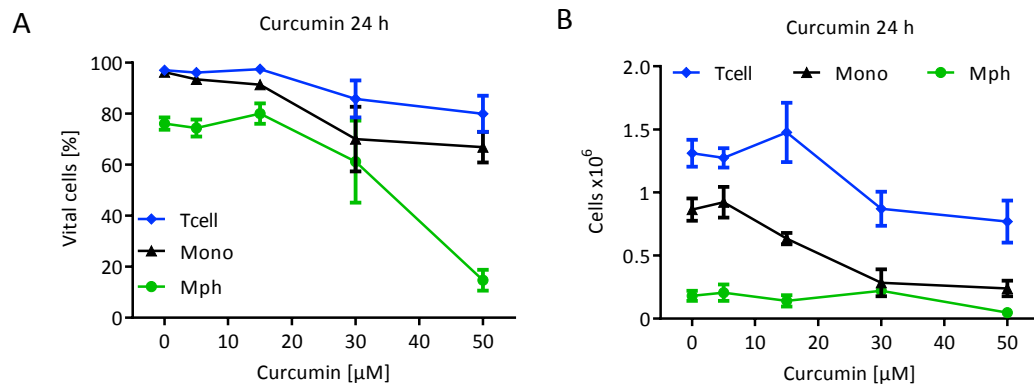 A
Curcumin 24 h
Vital cells [%]
100
80
60
40
20
0
Tcell
Mono
Mph
0 10 20 30 40 50
Curcumin [µM]
B
Curcumin 24 h
Tcell Mono Mph
Cells x10⁶
2.0
1.5
1
0.5
0
0 10 20 30 40 50
Curcumin [µM]